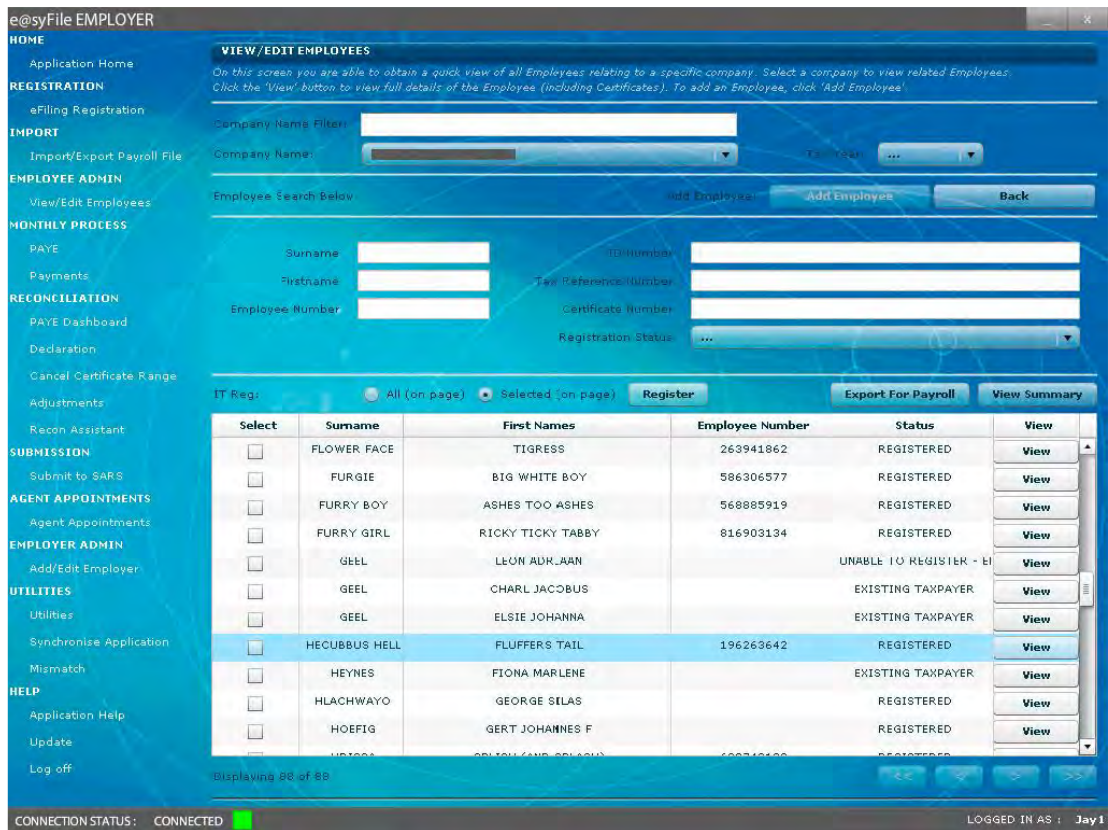 e@syFile EMPLOYER
HOME
Application Home
REGISTRATION
eFiling Registration
IMPORT
Import/Export Payroll File
EMPLOYEE ADMIN
View/Edit Employees
MONTHLY PROCESS
PAYE
Payments
RECONCILIATION
PAYE Dashboard
Declaration
Cancel Certificate Range
Adjustments
Recon Assistant
SUBMISSION
Submit to SARS
AGENT APPOINTMENTS
Agent Appointments
EMPLOYER ADMIN
Add/Edit Employer
UTILITIES
Utilities
Synchronise Application
Mismatch
HELP
Application Help
Update
Log off
VIEW/EDIT EMPLOYEES
On this screen you are able to obtain a quick view of all Employees relating to a specific company. Select a company to view related Employees.
Click the 'View' button to view full details of the Employee (including Certificates). To add an Employee, click 'Add Employee'
Company Name Filter:
Company Name: Tax Year: ...
Employee Search Below Add Employee: Add Employee Back
Surname ID Number
Firstname Tax Reference Number
Employee Number Certificate Number
Registration Status ...
IT Reg: All (on page) Selected (on page) Register Export For Payroll View Summary
Select Surname First Names Employee Number Status View
FLOWER FACE TIGRESS 263941862 REGISTERED View
FURGIE BIG WHITE BOY 586306577 REGISTERED View
FURRY BOY ASHES TOO ASHES 568885919 REGISTERED View
FURRY GIRL RICKY TICKY TABBY 816903134 REGISTERED View
GEEL LEON UNABLE TO REGISTER - View
GEEL CHARL JACOBUS EXISTING TAXPAYER View
GEEL ELSIE JOHANNA EXISTING TAXPAYER View
HECUBBUS HELL FLUFFERS TAIL 196263642 REGISTERED View
HEYNES FIONA MARLENE EXISTING TAXPAYER View
HLACHWAYO GEORGE SILAS REGISTERED View
HOEFIG GERT JOHANNES F REGISTERED View
Displaying 88 of 88
<< < > >>
CONNECTION STATUS : CONNECTED LOGGED IN AS : Jay1